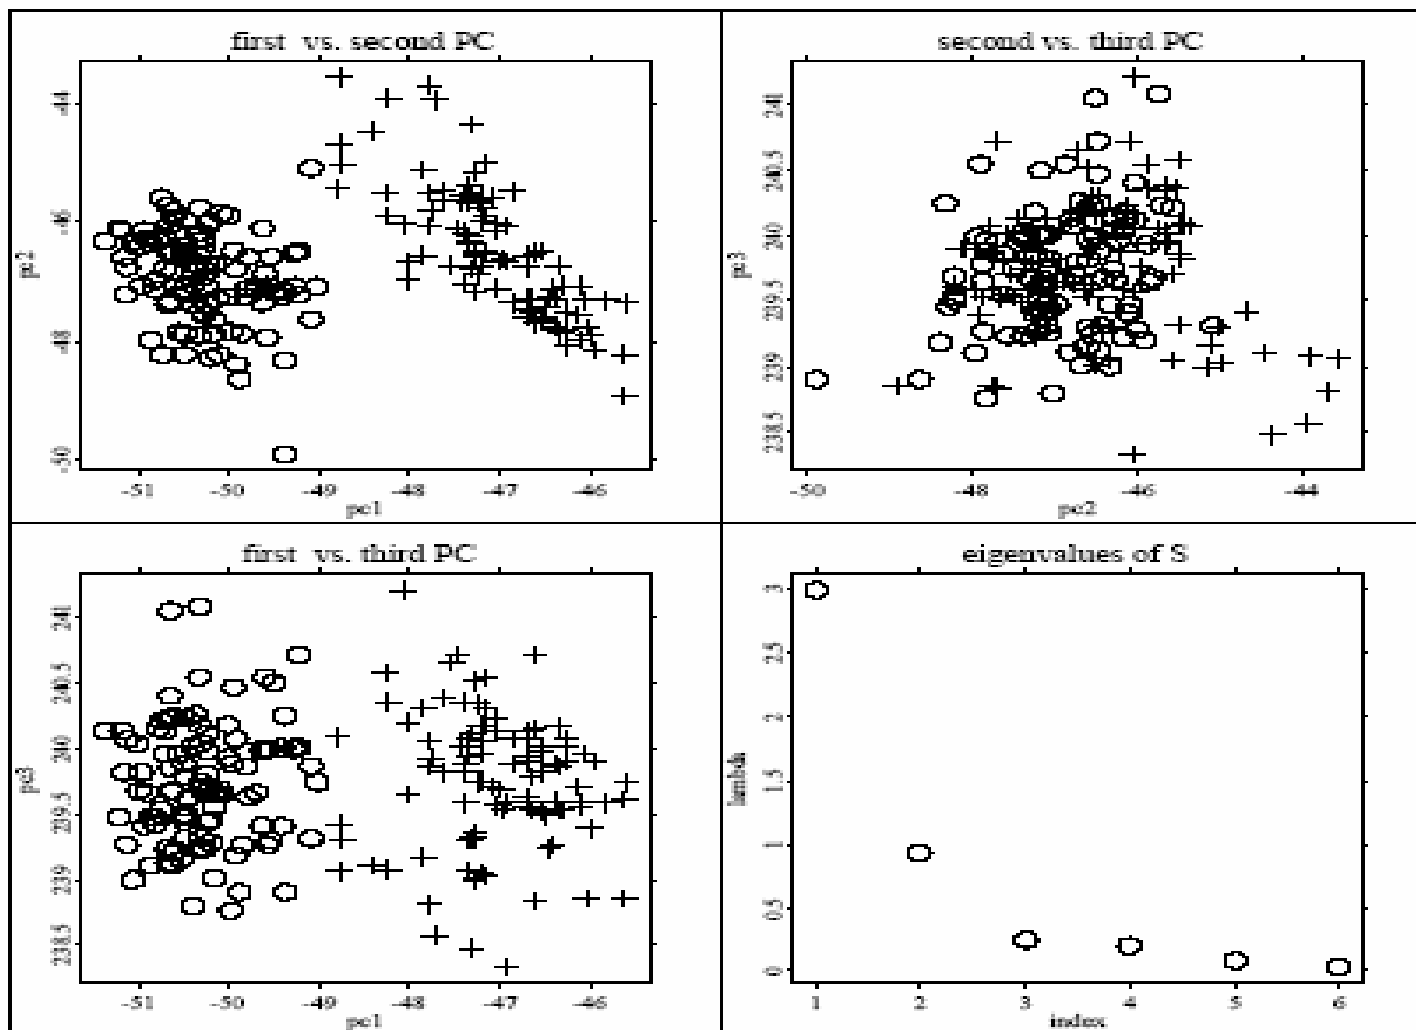 first vs. second PC
-44
-46
-48
-50
pc2
-51 -50 -49 -48 -47 -46
pc1
second vs. third PC
241
240.5
240
239.5
239
238.5
pc3
-50 -48 -46 -44
pc2
first vs. third PC
241
240.5
240
239.5
239
238.5
pc3
-51 -50 -49 -48 -47 -46
pc1
eigenvalues of S
3
2.5
2
1.5
1
0.5
0
lambda
1 2 3 4 5 6
index